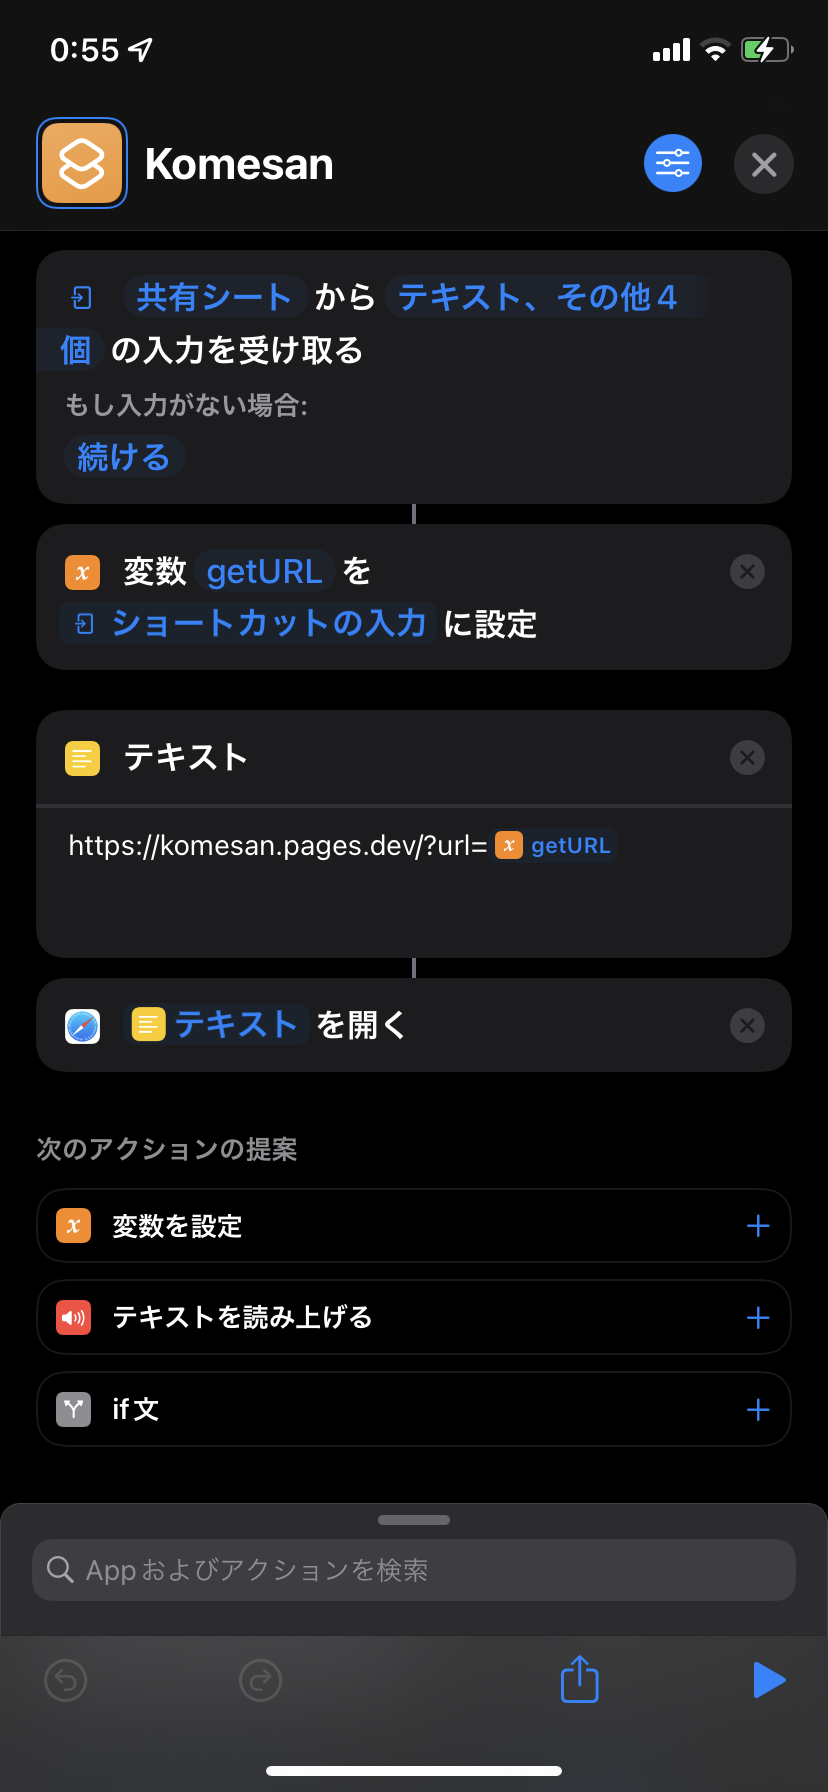 0:55
Komesan
共有シート から テキスト、その他4
個 の入力を受け取る
もし入力がない場合:
続ける
変数 getURL を
ショートカットの入力 に設定
テキスト
https://komesan.pages.dev/?url= getURL
テキスト を開く
次のアクションの提案
変数を設定
テキストを読み上げる
if文
Appおよびアクションを検索